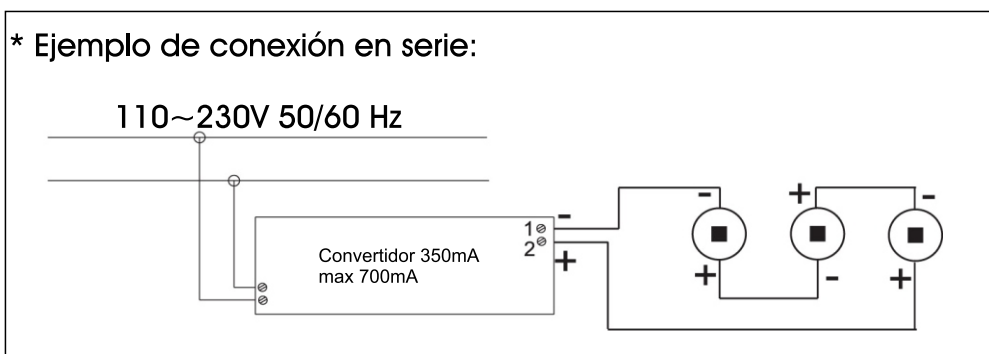 * Ejemplo de conexión en serie:
110~230V 50/60 Hz
Convertidor 350mA
max 700mA
1
2
-
+
-
+
+
-
-
+